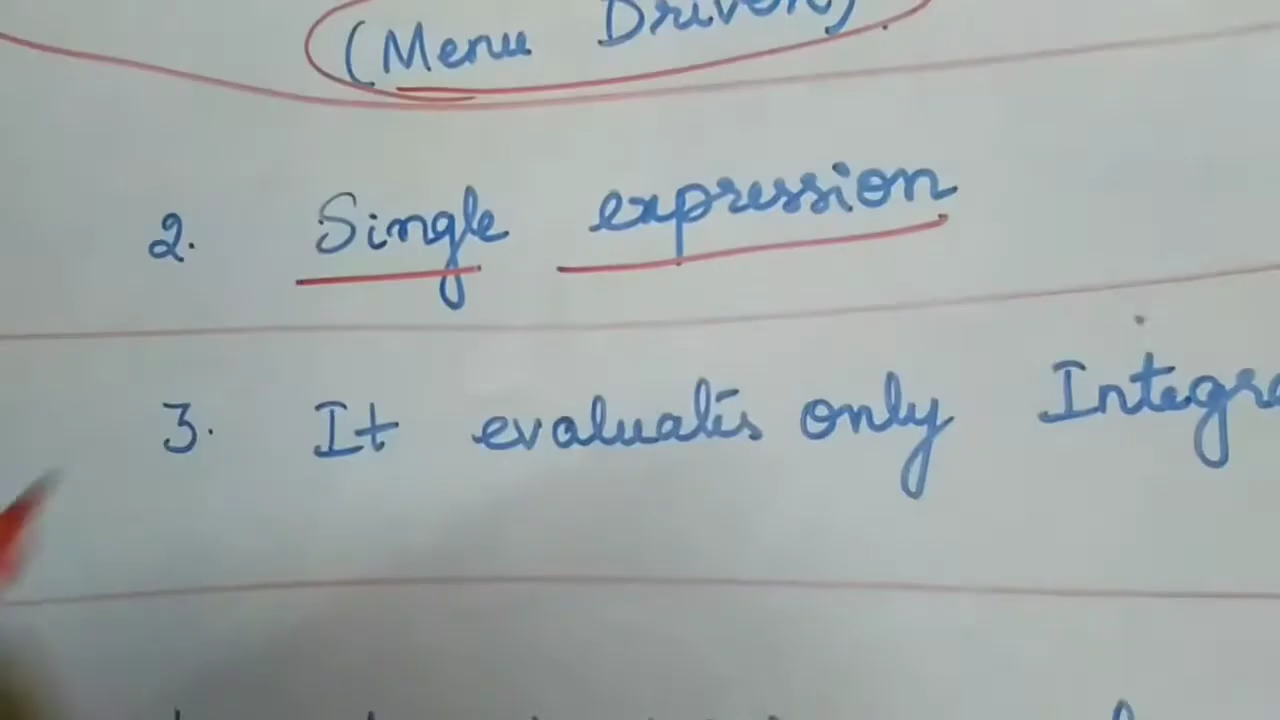 (Menu Driven).
2. Single expression
3. It evaluates only